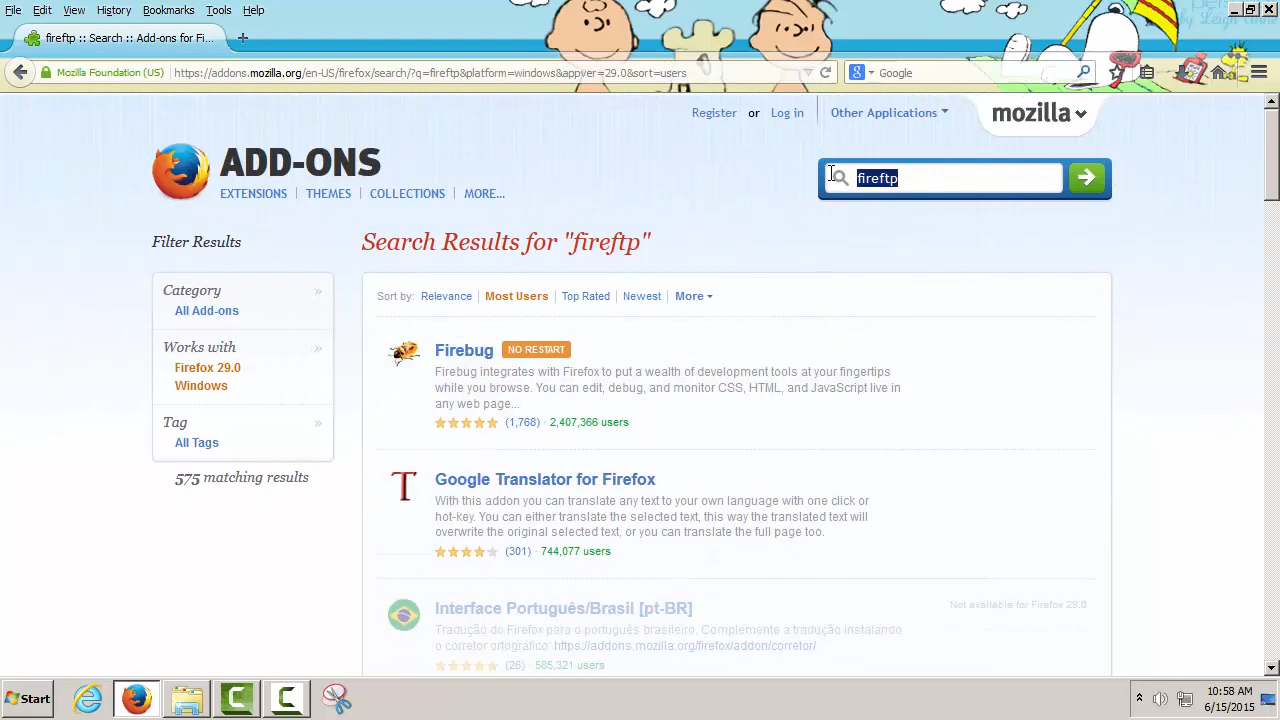 File Edit View History Bookmarks Tools Help
fireftp :: Search :: Add-ons for Fi...
Mozilla Foundation (US) https://addons.mozilla.org/en-US/firefox/search/?q=fireftp&platform=windows&appver=29.0&sort=users Google
Register or Log in Other Applications mozilla
ADD-ONS
EXTENSIONS THEMES COLLECTIONS MORE...
fireftp
Filter Results
Search Results for "fireftp"
Category »
All Add-ons
Works with »
Firefox 29.0
Windows
Tag »
All Tags
575 matching results
Sort by: Relevance Most Users Top Rated Newest More
Firebug NO RESTART
Firebug integrates with Firefox to put a wealth of development tools at your fingertips
while you browse. You can edit, debug, and monitor CSS, HTML, and JavaScript live in
any web page...
(1,768) · 2,407,366 users
Google Translator for Firefox
With this addon you can translate any text to your own language with one click or
hot-key. You can either translate the selected text, this way the translated text will
overwrite the original selected text, or you can translate the full page too.
(301) · 744,077 users
Interface Português/Brasil [pt-BR] Not available for Firefox 29.0
Tradução do Firefox para o português brasileiro. Complemente a tradução instalando
o corretor ortográfico: https://addons.mozilla.org/firefox/addon/corretor/
(26) · 585,321 users
Start
10:58 AM
6/15/2015